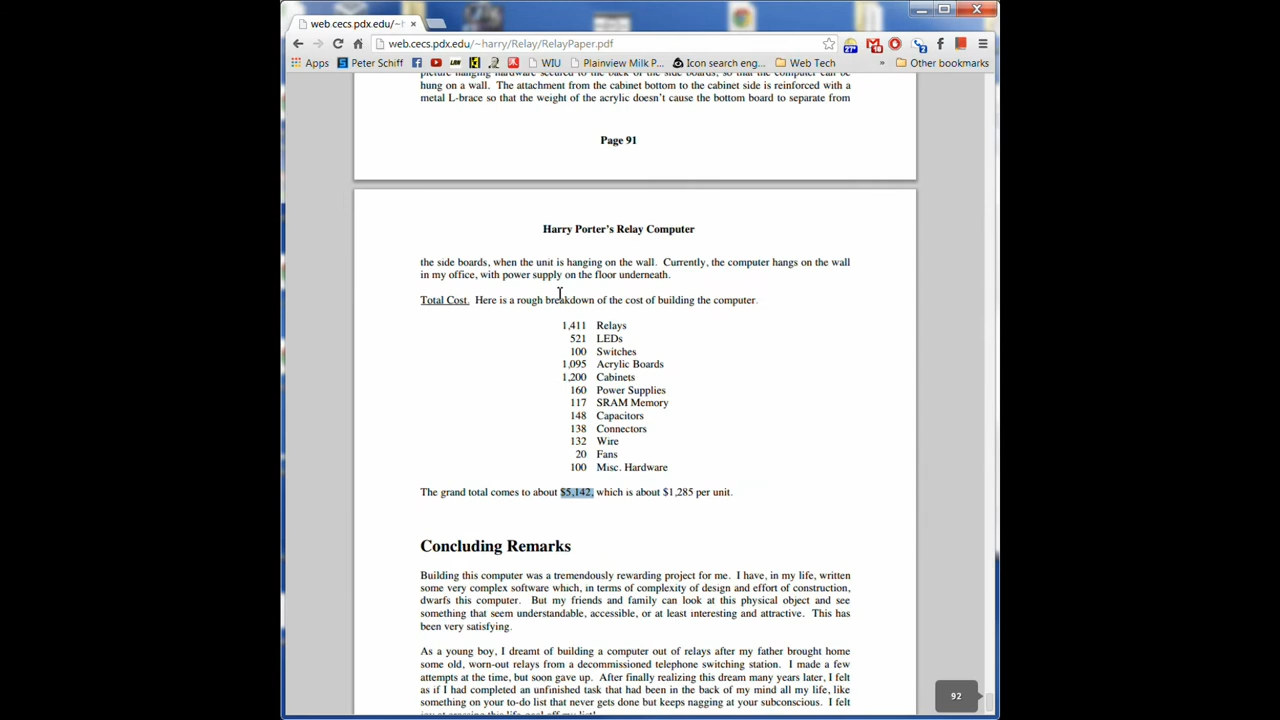 web.cecs.pdx.edu/~h
web.cecs.pdx.edu/~harry/Relay/RelayPaper.pdf
Apps Peter Schiff WIU Plainview Milk P... Icon search eng... Web Tech » Other bookmarks
hung on a wall. The attachment from the cabinet bottom to the cabinet side is reinforced with a
metal L-brace so that the weight of the acrylic doesn't cause the bottom board to separate from
Page 91
Harry Porter's Relay Computer
the side boards, when the unit is hanging on the wall. Currently, the computer hangs on the wall
in my office, with power supply on the floor underneath.
Total Cost. Here is a rough breakdown of the cost of building the computer.
1,411 Relays
521 LEDs
100 Switches
1,095 Acrylic Boards
1,200 Cabinets
160 Power Supplies
117 SRAM Memory
148 Capacitors
138 Connectors
132 Wire
20 Fans
100 Misc. Hardware
The grand total comes to about $5,142, which is about $1,285 per unit.
Concluding Remarks
Building this computer was a tremendously rewarding project for me. I have, in my life, written
some very complex software which, in terms of complexity of design and effort of construction,
dwarfs this computer. But my friends and family can look at this physical object and see
something that seem understandable, accessible, or at least interesting and attractive. This has
been very satisfying.
As a young boy, I dreamt of building a computer out of relays after my father brought home
some old, worn-out relays from a decommissioned telephone switching station. I made a few
attempts at the time, but soon gave up. After finally realizing this dream many years later, I felt
as if I had completed an unfinished task that had been in the back of my mind all my life, like
something on your to-do list that never gets done but keeps nagging at your subconscious. I felt
92